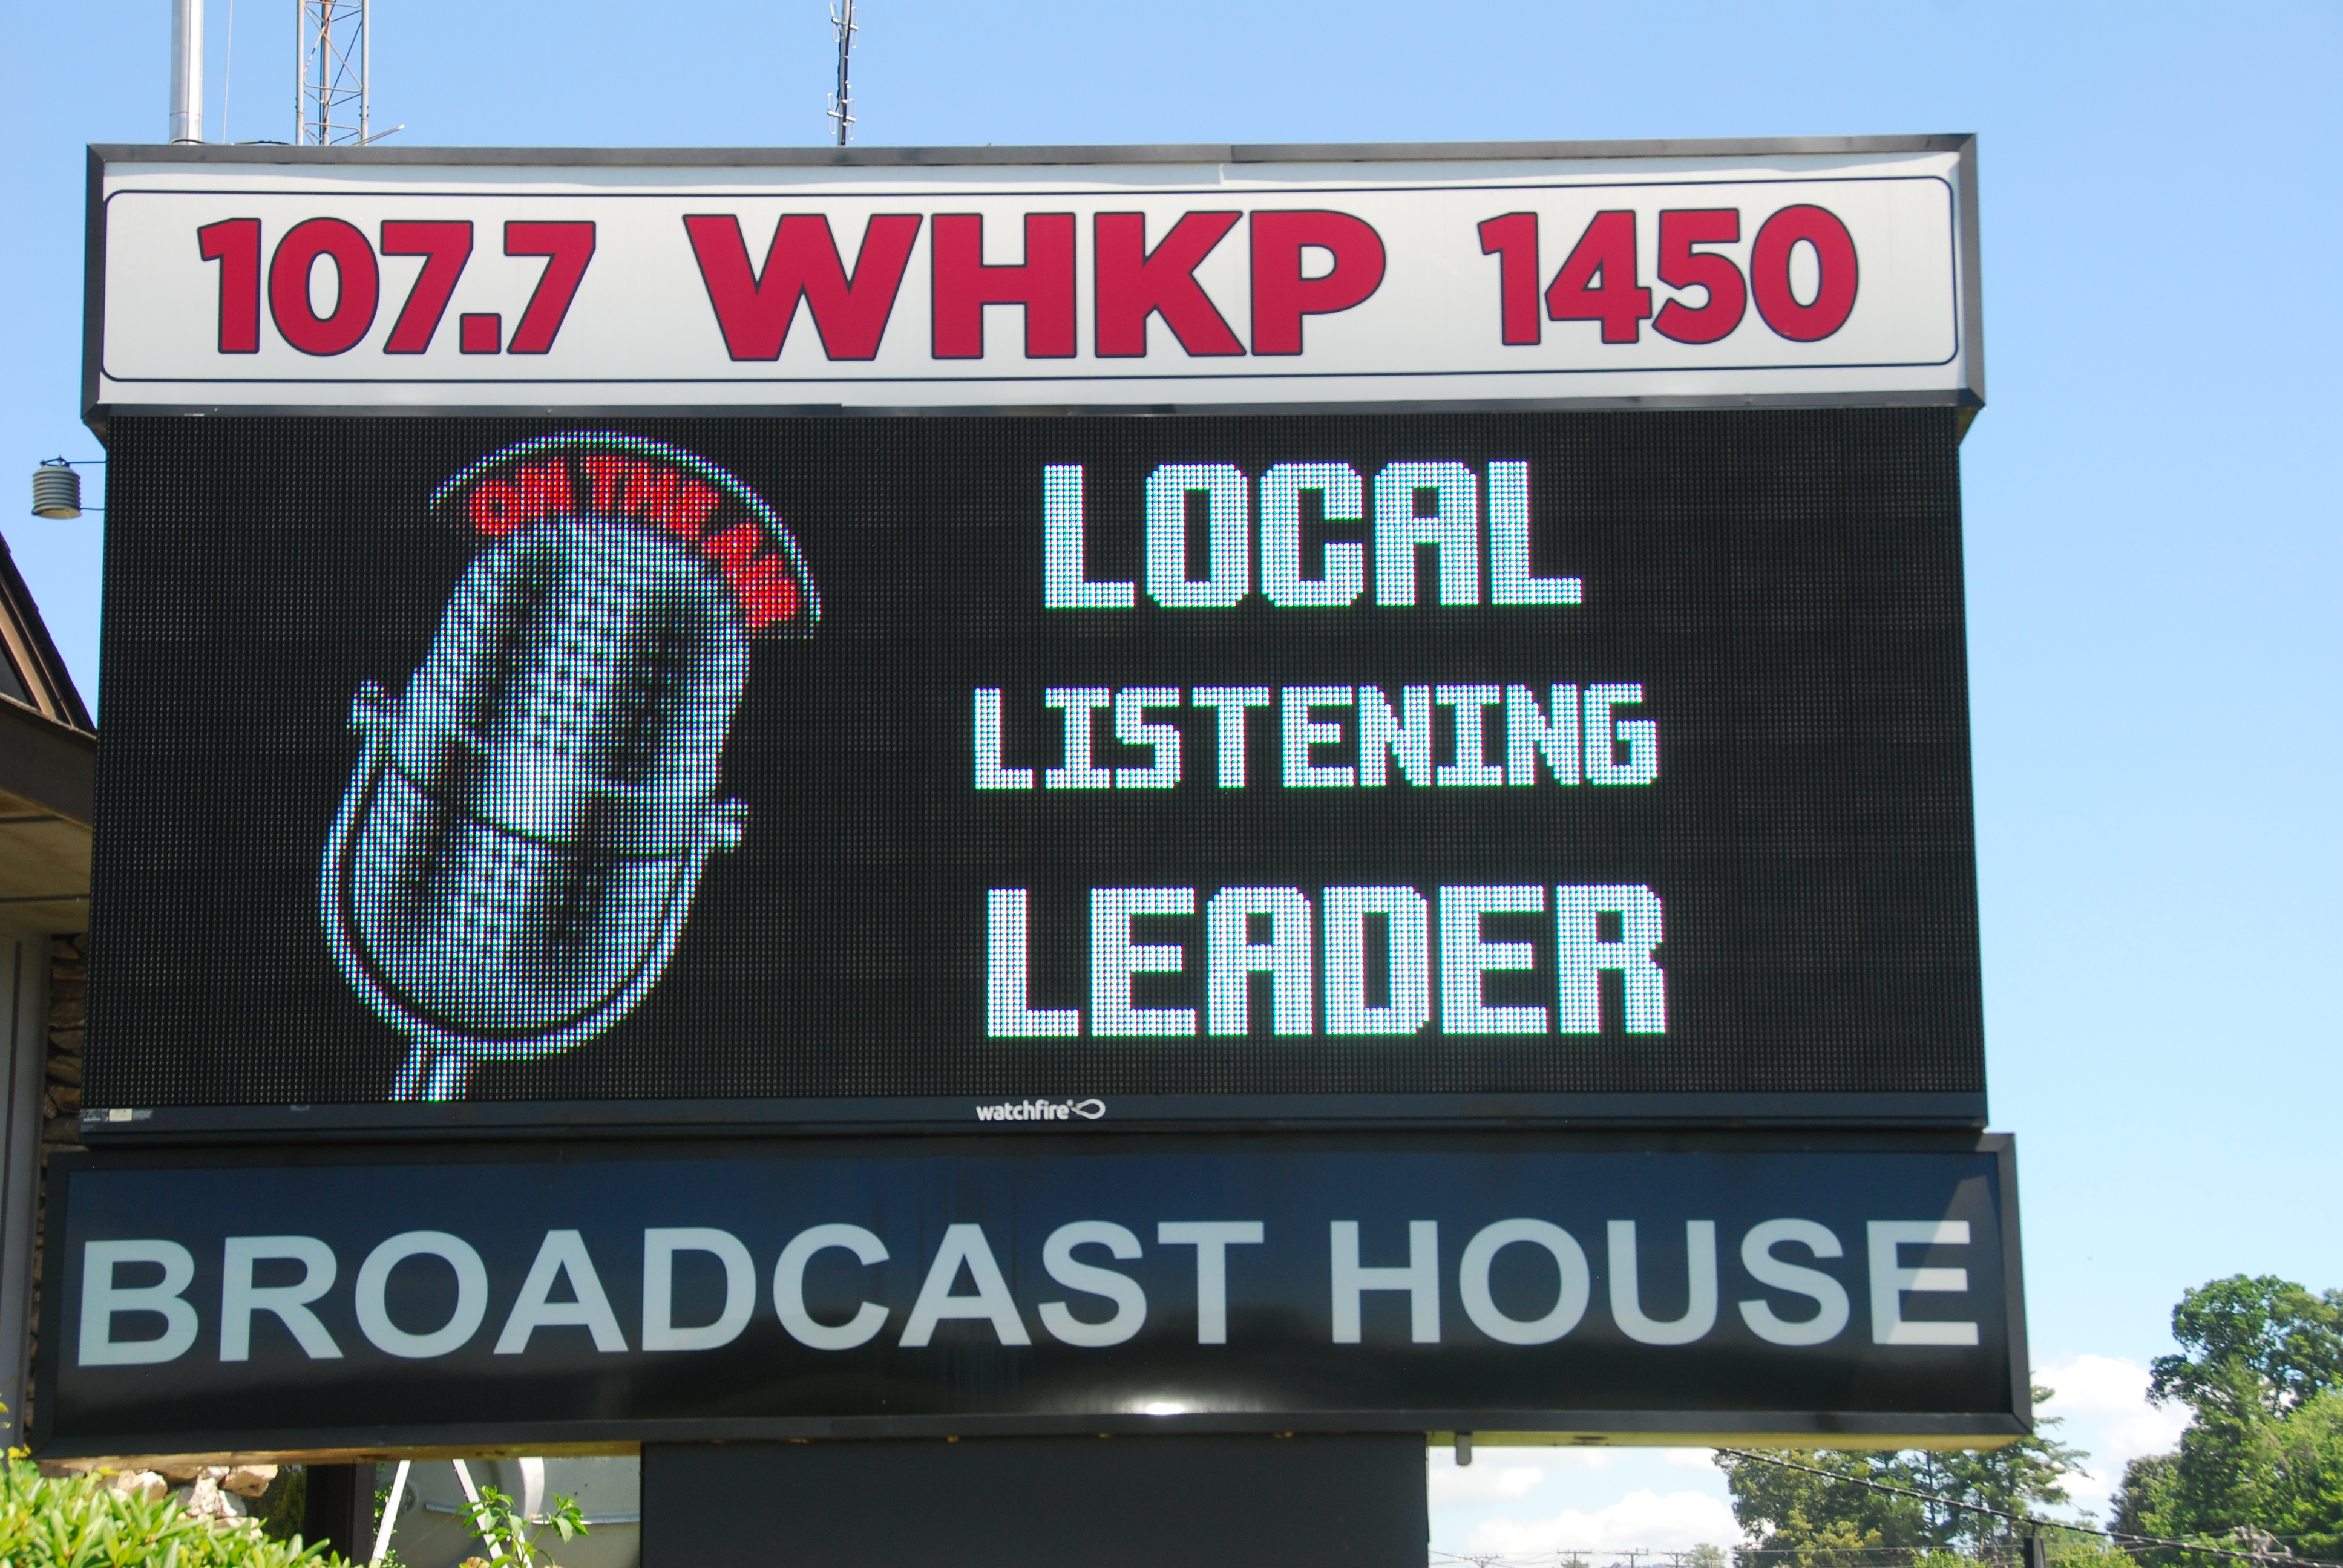 107.7 WHKP 1450
ON THE AIR
LOCAL
LISTENING
LEADER
watchfire
BROADCAST HOUSE